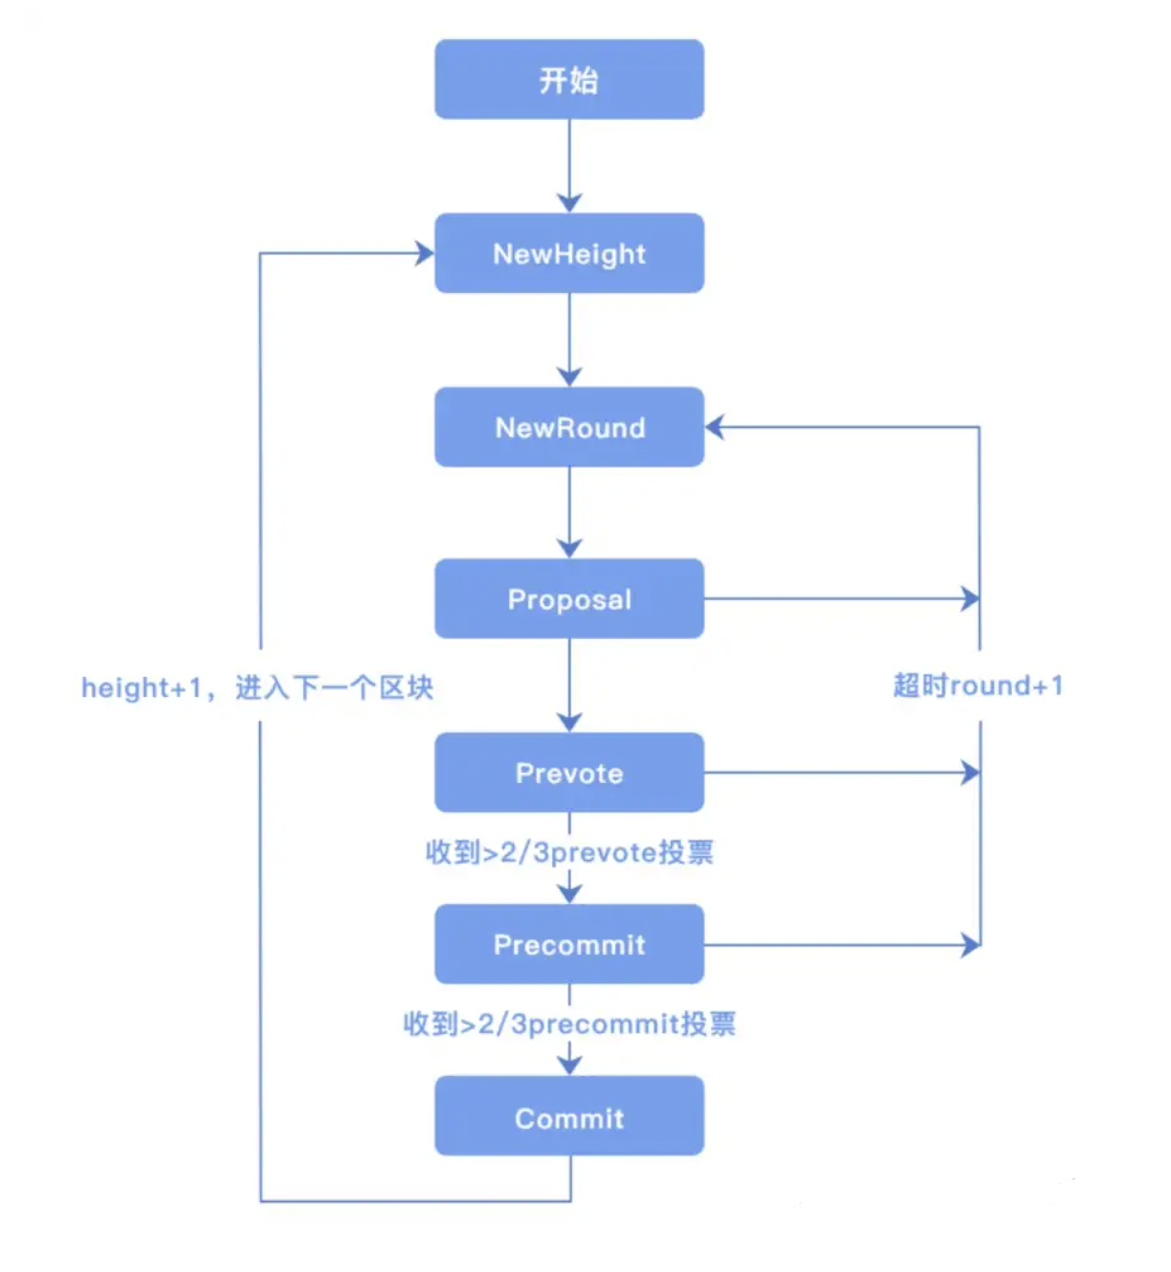 开始
NewHeight
NewRound
Proposal
height+1，进入下一个区块
超时round+1
Prevote
收到>2/3prevote投票
Precommit
收到>2/3precommit投票
Commit